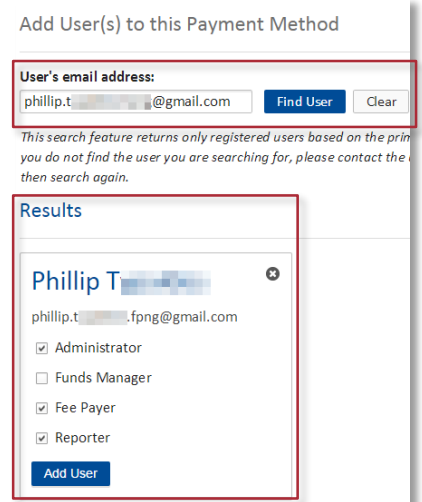 Add User(s) to this Payment Method
User's email address:
phillip.t @gmail.com Find User Clear
This search feature returns only registered users based on the
you do not find the user you are searching for, please contact the
then search again.
Results
Phillip T
phillip.t .fpng@gmail.com
Administrator
Funds Manager
Fee Payer
Reporter
Add User